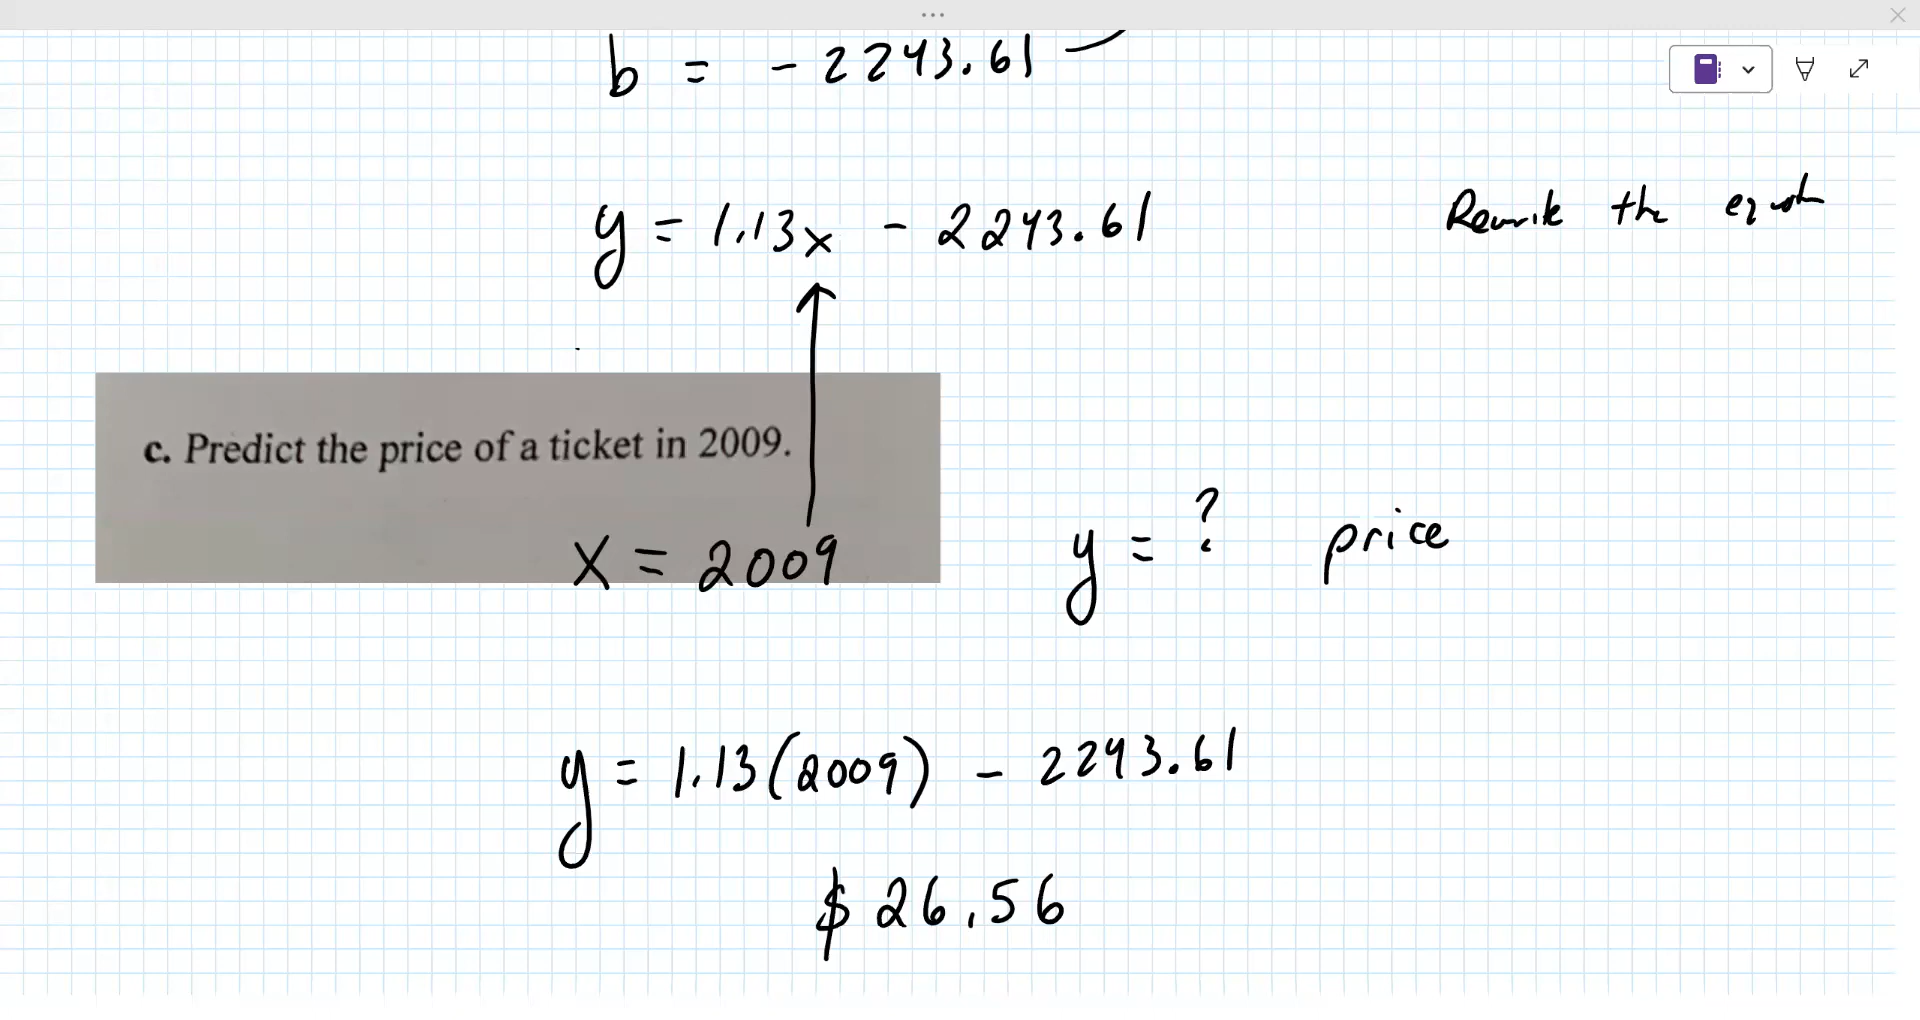 b = - 2243.61
y = 1.13x - 2243.61
Rewrite the
c. Predict the price of a ticket in 2009.
x = 2009
y = ? price
y = 1.13(2009) - 2243.61
$ 26.56